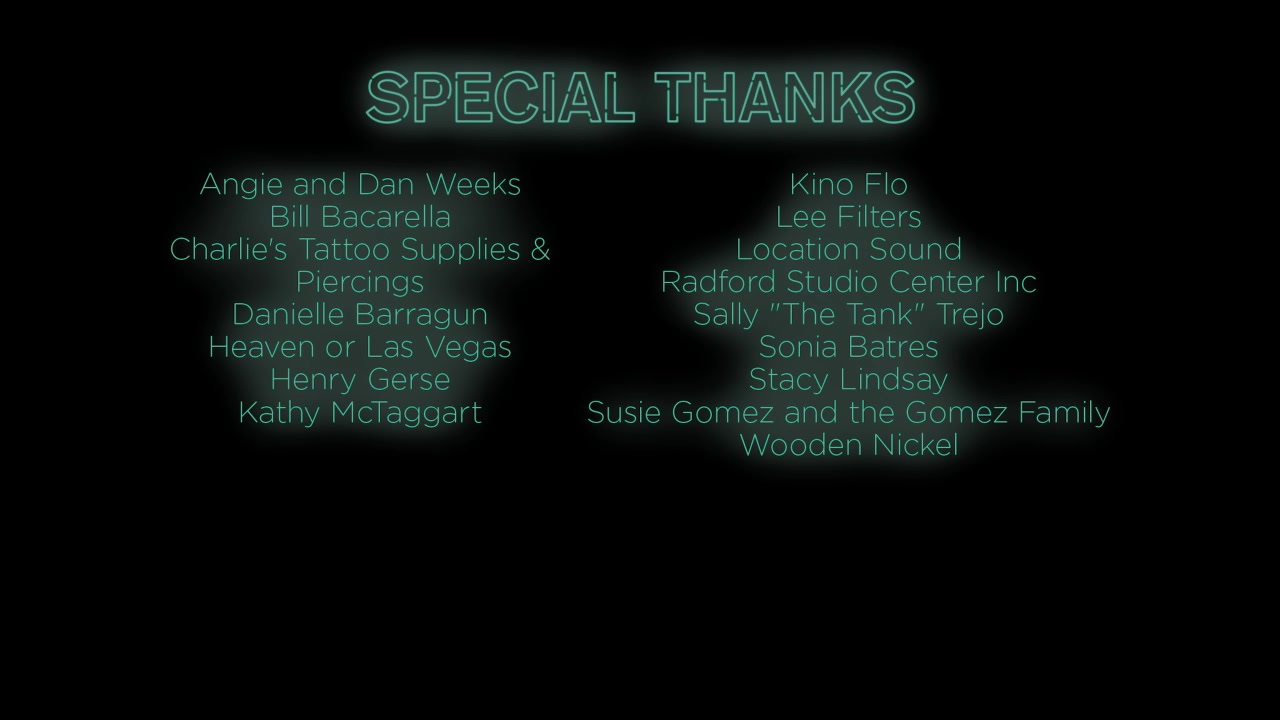 SPECIAL THANKS
Angie and Dan Weeks
Bill Bacarella
Charlie's Tattoo Supplies &
Piercings
Danielle Barragun
Heaven or Las Vegas
Henry Gerse
Kathy McTaggart
Kino Flo
Lee Filters
Location Sound
Radford Studio Center Inc
Sally "The Tank" Trejo
Sonia Batres
Stacy Lindsay
Susie Gomez and the Gomez Family
Wooden Nickel